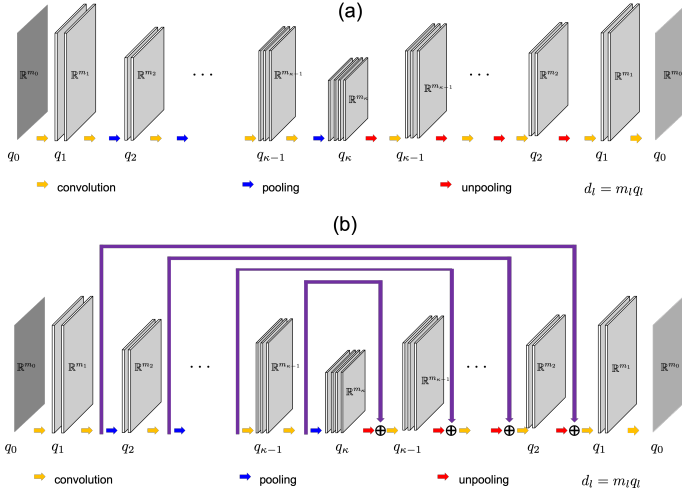 (a)
ℝ^{m_0} ℝ^{m_1} ℝ^{m_2} · · · ℝ^{m_{κ−1}} ℝ^{m_κ} ℝ^{m_{κ−1}} · · · ℝ^{m_2} ℝ^{m_1} ℝ^{m_0}
q_0 q_1 q_2 q_{κ−1} q_κ q_{κ−1} q_2 q_1 q_0
convolution pooling unpooling d_l = m_l q_l
(b)
ℝ^{m_0} ℝ^{m_1} ℝ^{m_2} · · · ℝ^{m_{κ−1}} ℝ^{m_κ} ℝ^{m_{κ−1}} · · · ℝ^{m_2} ℝ^{m_1} ℝ^{m_0}
⊕ ⊕ ⊕ ⊕
q_0 q_1 q_2 q_{κ−1} q_κ q_{κ−1} q_2 q_1 q_0
convolution pooling unpooling d_l = m_l q_l